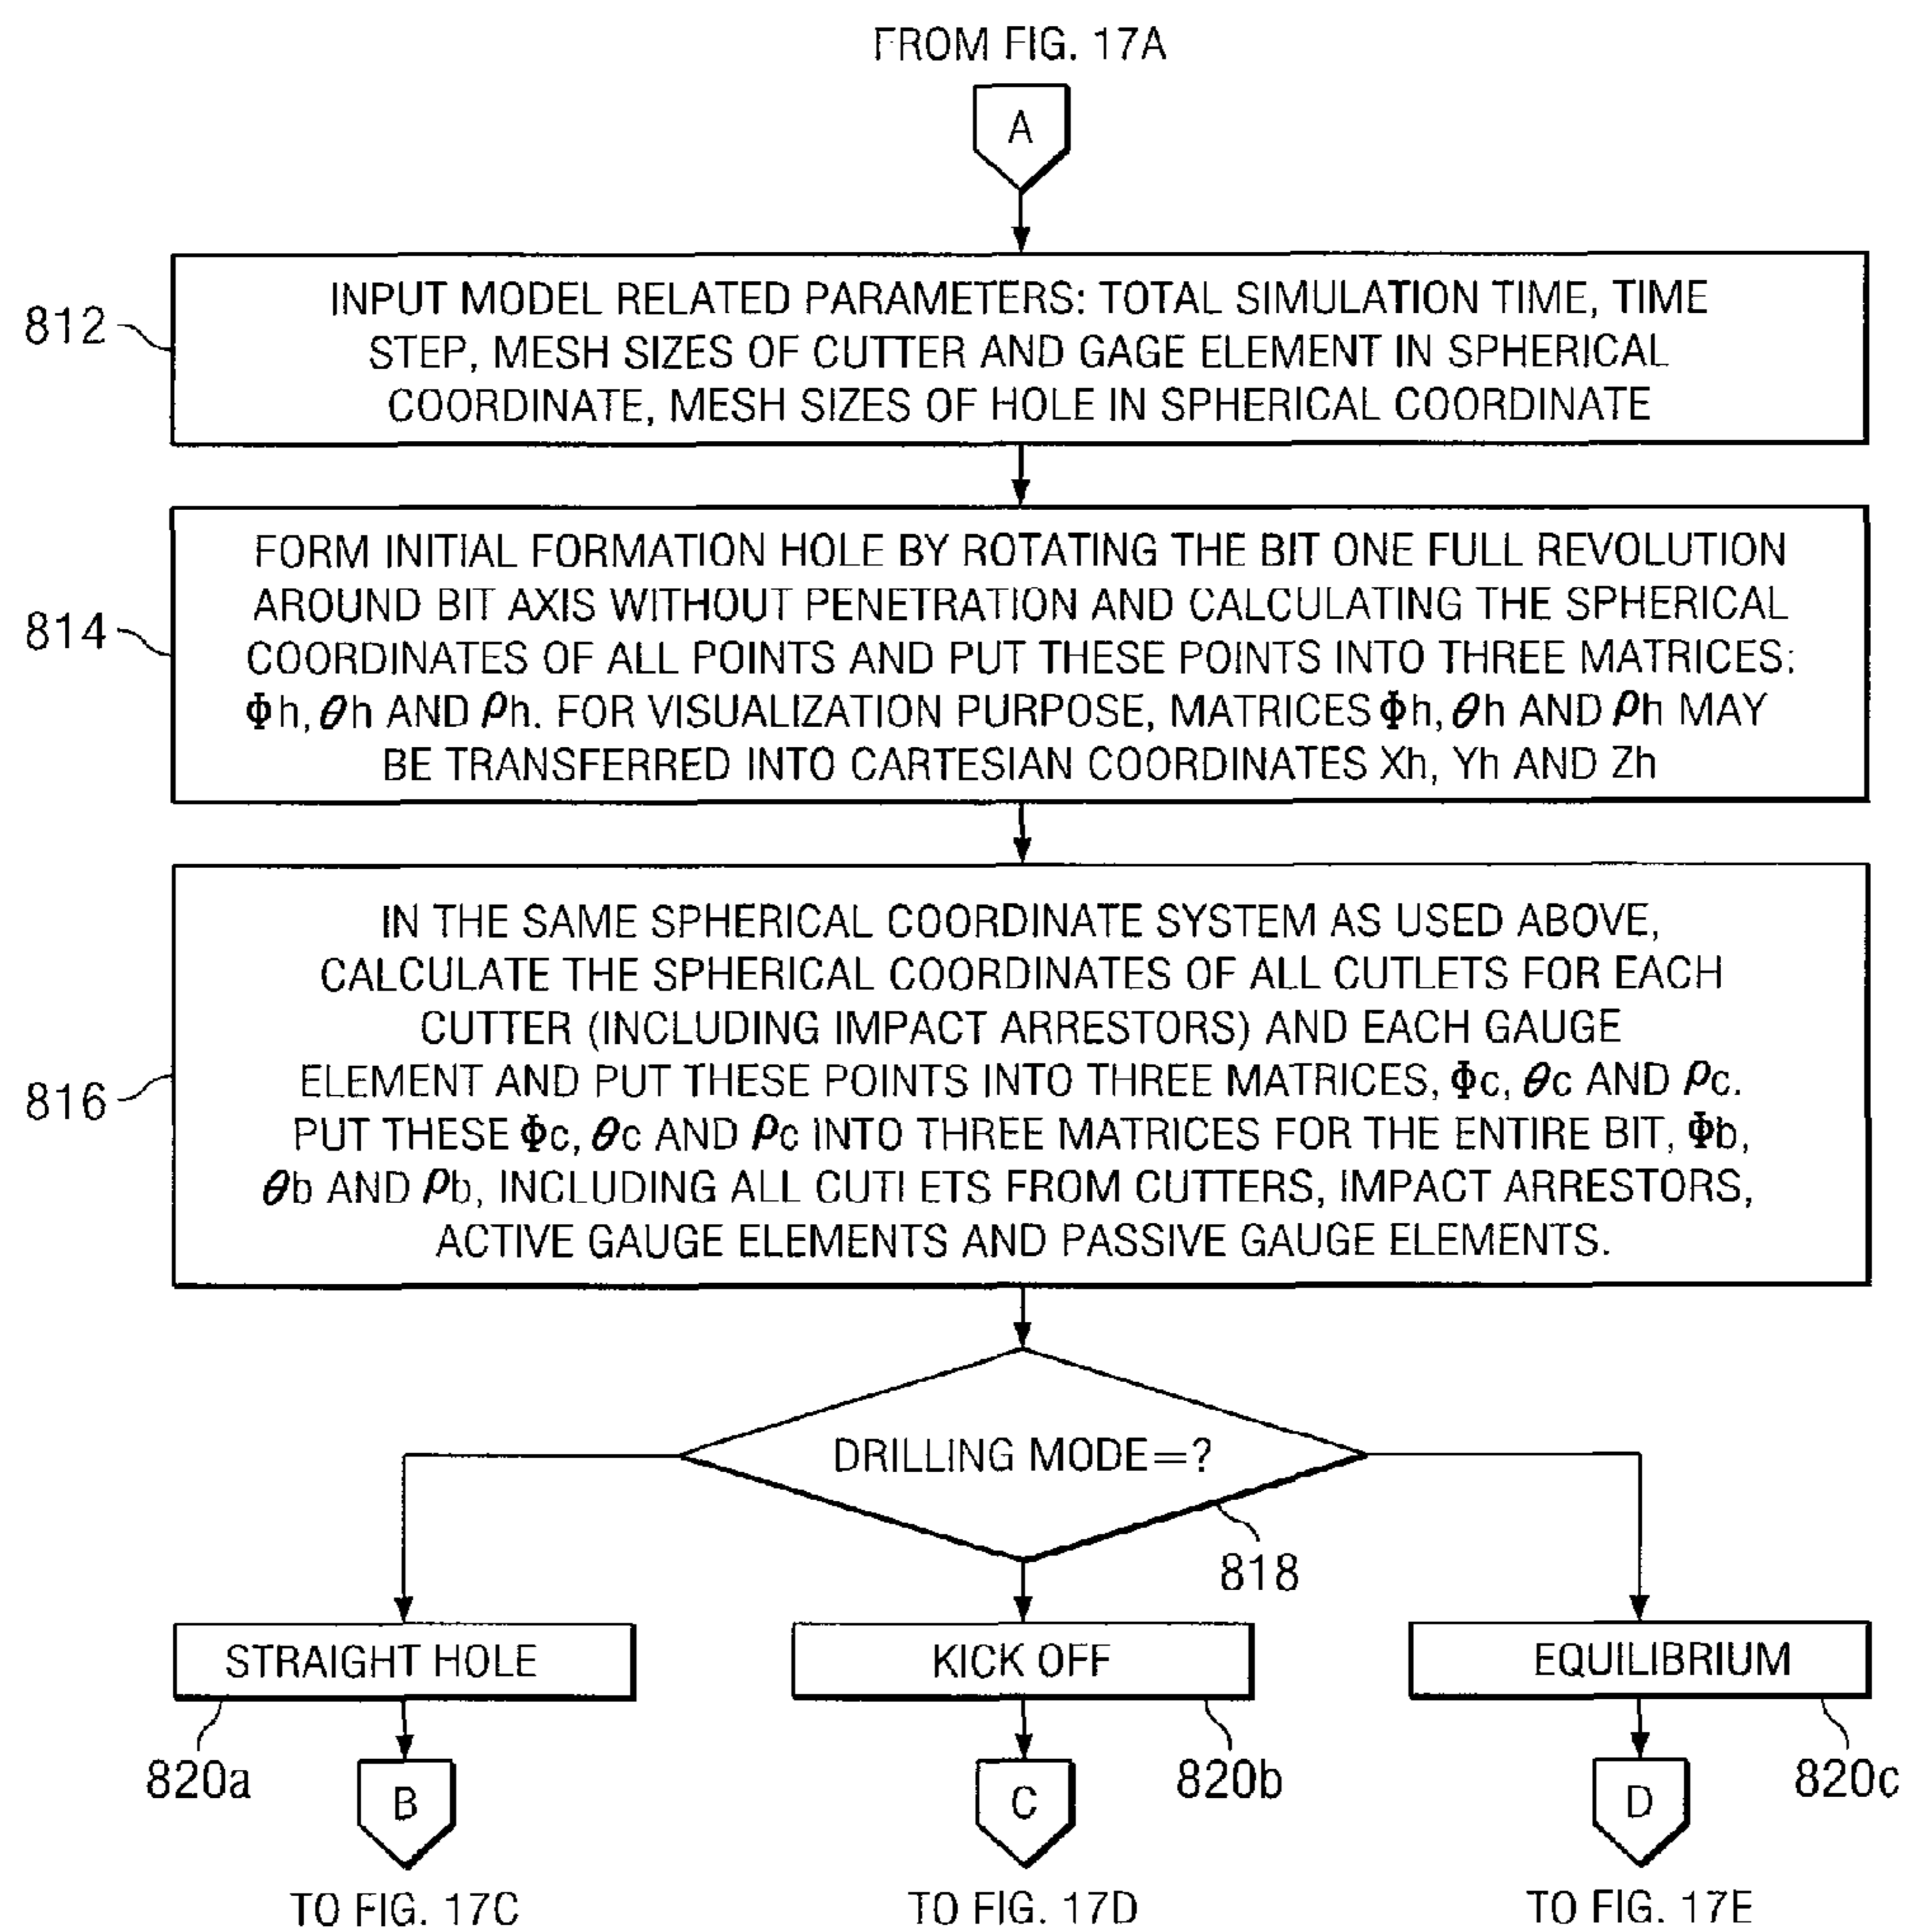 FROM FIG. 17A
A
812
INPUT MODEL RELATED PARAMETERS: TOTAL SIMULATION TIME, TIME
STEP, MESH SIZES OF CUTTER AND GAGE ELEMENT IN SPHERICAL
COORDINATE, MESH SIZES OF HOLE IN SPHERICAL COORDINATE
814
FORM INITIAL FORMATION HOLE BY ROTATING THE BIT ONE FULL REVOLUTION
AROUND BIT AXIS WITHOUT PENETRATION AND CALCULATING THE SPHERICAL
COORDINATES OF ALL POINTS AND PUT THESE POINTS INTO THREE MATRICES:
Φh, θh AND ρh. FOR VISUALIZATION PURPOSE, MATRICES Φh, θh AND ρh MAY
BE TRANSFERRED INTO CARTESIAN COORDINATES Xh, Yh AND Zh
816
IN THE SAME SPHERICAL COORDINATE SYSTEM AS USED ABOVE,
CALCULATE THE SPHERICAL COORDINATES OF ALL CUTLETS FOR EACH
CUTTER (INCLUDING IMPACT ARRESTORS) AND EACH GAUGE
ELEMENT AND PUT THESE POINTS INTO THREE MATRICES, Φc, θc AND ρc.
PUT THESE Φc, θc AND ρc INTO THREE MATRICES FOR THE ENTIRE BIT, Φb,
θb AND ρb, INCLUDING ALL CUTLETS FROM CUTTERS, IMPACT ARRESTORS,
ACTIVE GAUGE ELEMENTS AND PASSIVE GAUGE ELEMENTS.
DRILLING MODE=?
818
STRAIGHT HOLE
KICK OFF
EQUILIBRIUM
820a
B
820b
C
820c
D
TO FIG. 17C
TO FIG. 17D
TO FIG. 17E